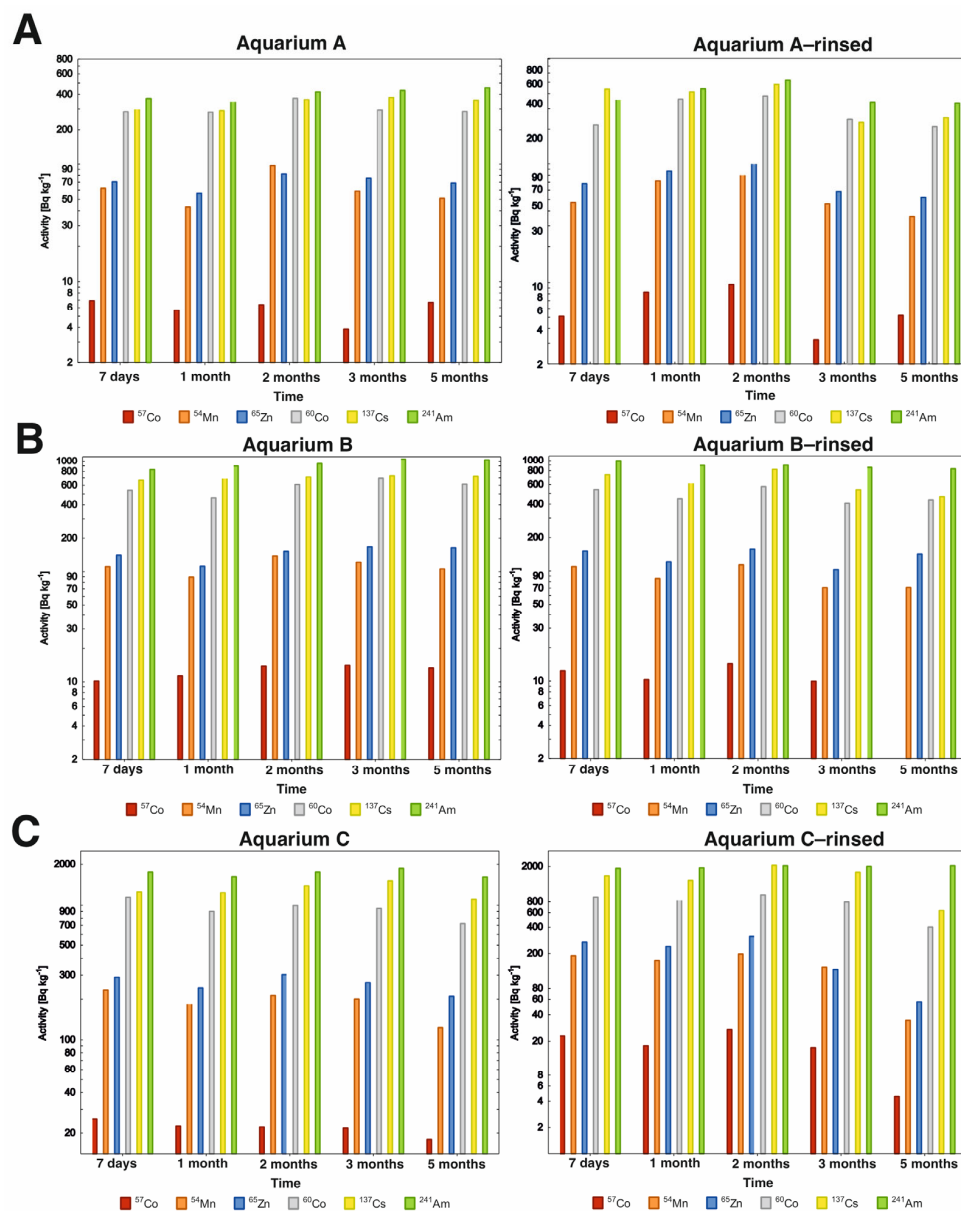 A
Aquarium A
800
600
400
200
90
70
50
30
10
8
6
4
2
Activity [Bq kg⁻¹]
7 days 1 month 2 months 3 months 5 months
Time
⁵⁷Co ⁵⁴Mn ⁶⁵Zn ⁶⁰Co ¹³⁷Cs ²⁴¹Am
Aquarium A–rinsed
800
600
400
200
90
70
50
30
10
8
6
4
2
Activity [Bq kg⁻¹]
7 days 1 month 2 months 3 months 5 months
Time
⁵⁷Co ⁵⁴Mn ⁶⁵Zn ⁶⁰Co ¹³⁷Cs ²⁴¹Am
B
Aquarium B
1000
800
600
400
200
90
70
50
30
10
8
6
4
2
Activity [Bq kg⁻¹]
7 days 1 month 2 months 3 months 5 months
Time
⁵⁷Co ⁵⁴Mn ⁶⁵Zn ⁶⁰Co ¹³⁷Cs ²⁴¹Am
Aquarium B–rinsed
1000
800
600
400
200
90
70
50
30
10
8
6
4
2
Activity [Bq kg⁻¹]
7 days 1 month 2 months 3 months 5 months
Time
⁵⁷Co ⁵⁴Mn ⁶⁵Zn ⁶⁰Co ¹³⁷Cs ²⁴¹Am
C
Aquarium C
2000
900
700
500
300
100
80
60
40
20
Activity [Bq kg⁻¹]
7 days 1 month 2 months 3 months 5 months
Time
⁵⁷Co ⁵⁴Mn ⁶⁵Zn ⁶⁰Co ¹³⁷Cs ²⁴¹Am
Aquarium C–rinsed
2000
800
600
400
200
80
60
40
20
8
6
4
2
Activity [Bq kg⁻¹]
7 days 1 month 2 months 3 months 5 months
Time
⁵⁷Co ⁵⁴Mn ⁶⁵Zn ⁶⁰Co ¹³⁷Cs ²⁴¹Am